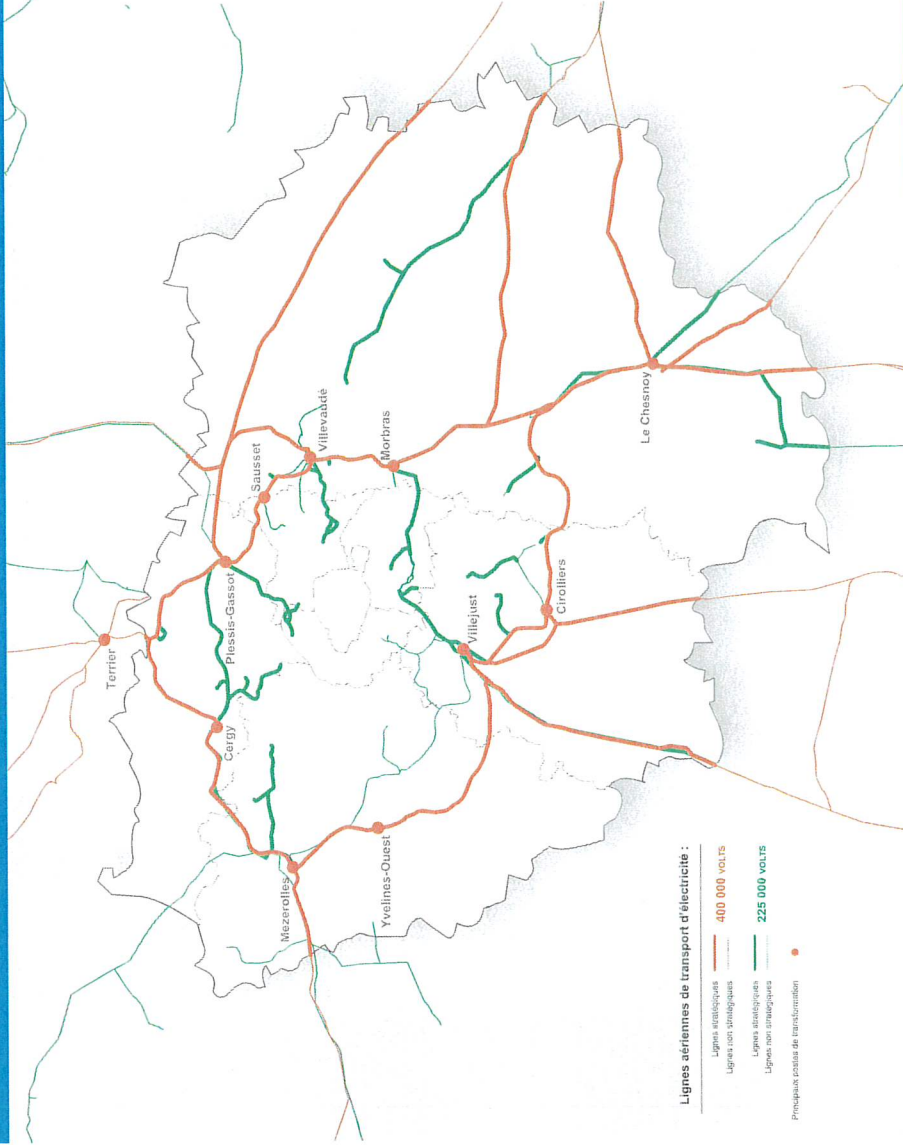 Terrier
Cergy
Plessis-Gassot
Sausset
Villevaudé
Mezerolles
Morbras
Yvelines-Ouest
Villejust
Cirolliers
Le Chesnoy
Lignes aériennes de transport d'électricité :
Lignes stratégiques
400 000 VOLTS
Lignes non stratégiques
Lignes stratégiques
225 000 VOLTS
Lignes non stratégiques
Principaux postes de transformation